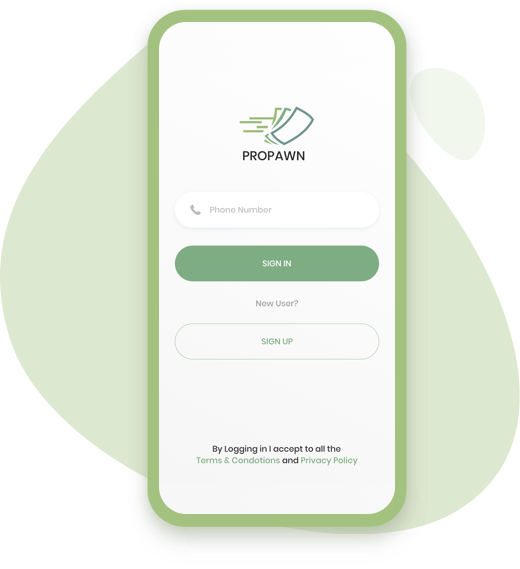 PROPAWN
Phone Number
SIGN IN
New User?
SIGN UP
By Logging in I accept to all the
Terms & Condotions and Privacy Policy